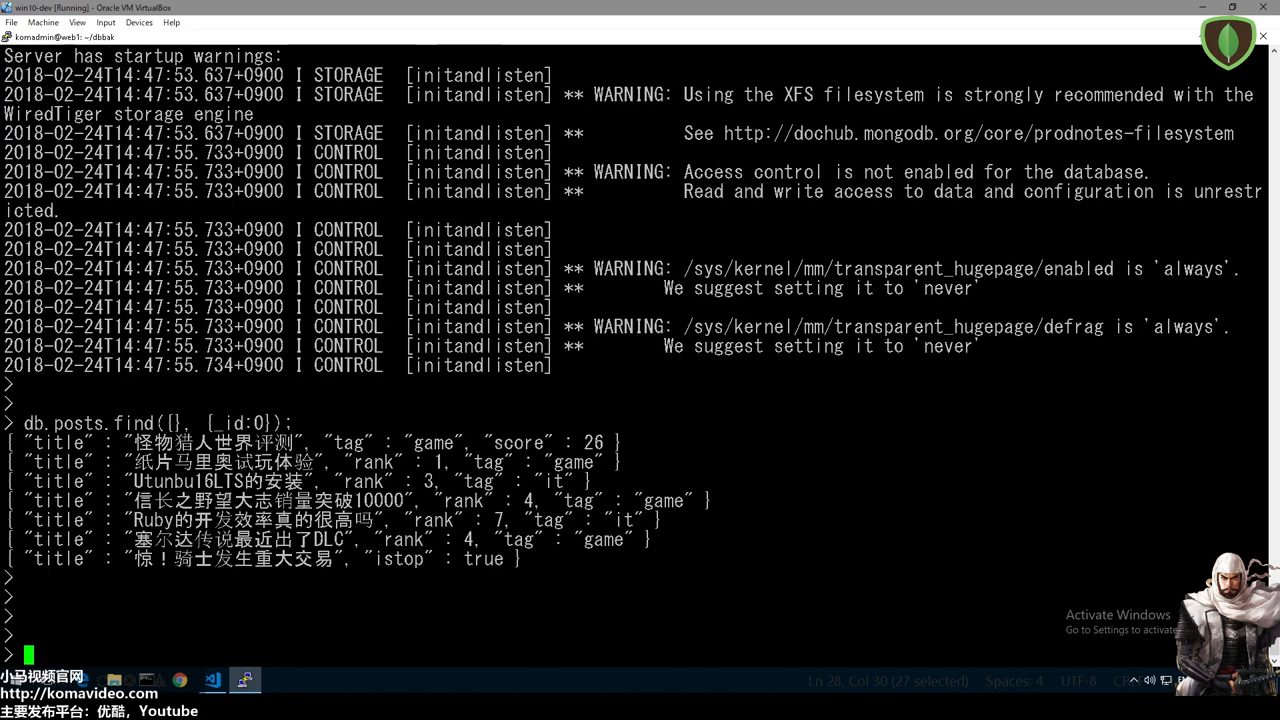 win10-dev [Running] - Oracle VM VirtualBox
File Machine View Input Devices Help
komadmin@web1: ~/dbbak
Server has startup warnings:
2018-02-24T14:47:53.637+0900 I STORAGE  [initandlisten]
2018-02-24T14:47:53.637+0900 I STORAGE  [initandlisten] ** WARNING: Using the XFS filesystem is strongly recommended with the
WiredTiger storage engine
2018-02-24T14:47:53.637+0900 I STORAGE  [initandlisten] **          See http://dochub.mongodb.org/core/prodnotes-filesystem
2018-02-24T14:47:55.733+0900 I CONTROL  [initandlisten]
2018-02-24T14:47:55.733+0900 I CONTROL  [initandlisten] ** WARNING: Access control is not enabled for the database.
2018-02-24T14:47:55.733+0900 I CONTROL  [initandlisten] **          Read and write access to data and configuration is unrestr
icted.
2018-02-24T14:47:55.733+0900 I CONTROL  [initandlisten]
2018-02-24T14:47:55.733+0900 I CONTROL  [initandlisten]
2018-02-24T14:47:55.733+0900 I CONTROL  [initandlisten] ** WARNING: /sys/kernel/mm/transparent_hugepage/enabled is 'always'.
2018-02-24T14:47:55.733+0900 I CONTROL  [initandlisten] **        We suggest setting it to 'never'
2018-02-24T14:47:55.733+0900 I CONTROL  [initandlisten]
2018-02-24T14:47:55.733+0900 I CONTROL  [initandlisten] ** WARNING: /sys/kernel/mm/transparent_hugepage/defrag is 'always'.
2018-02-24T14:47:55.733+0900 I CONTROL  [initandlisten] **        We suggest setting it to 'never'
2018-02-24T14:47:55.734+0900 I CONTROL  [initandlisten]
>
>
> db.posts.find({}, {_id:0});
{ "title" : "怪物猎人世界评测", "tag" : "game", "score" : 26 }
{ "title" : "纸片马里奥试玩体验", "rank" : 1, "tag" : "game" }
{ "title" : "Utunbu16LTS的安装", "rank" : 3, "tag" : "it" }
{ "title" : "信长之野望大志销量突破10000", "rank" : 4, "tag" : "game" }
{ "title" : "Ruby的开发效率真的很高吗", "rank" : 7, "tag" : "it" }
{ "title" : "塞尔达传说最近出了DLC", "rank" : 4, "tag" : "game" }
{ "title" : "惊！骑士发生重大交易", "istop" : true }
>
>
>
>
>
Activate Windows
Go to Settings to activate
Ln 28, Col 30 (27 selected) Spaces: 4 UTF-8
小马视频官网
http://komavideo.com
主要发布平台：优酷，Youtube